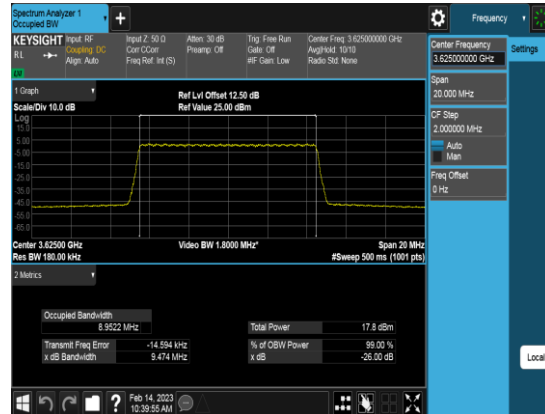 Spectrum Analyzer 1
Occupied BW
+
Frequency
KEYSIGHT
RL
LM
Input: RF
Coupling: DC
Align: Auto
Input Z: 50 Ω
Corr CCorr
Freq Ref: Int (S)
Atten: 30 dB
Preamp: Off
Trig: Free Run
Gate: Off
#IF Gain: Low
Center Freq: 3.625000000 GHz
Avg|Hold: 10/10
Radio Std: None
Center Frequency
3.625000000 GHz
Settings
Span
20.000 MHz
CF Step
2.000000 MHz
Auto
Man
Freq Offset
0 Hz
1 Graph
Scale/Div 10.0 dB
Ref Lvl Offset 12.50 dB
Ref Value 25.00 dBm
Log
15.0
5.00
-5.00
-15.0
-25.0
-35.0
-45.0
-55.0
-65.0
Center 3.62500 GHz
Res BW 180.00 kHz
Video BW 1.8000 MHz*
Span 20 MHz
#Sweep 500 ms (1001 pts)
2 Metrics
Occupied Bandwidth
8.9522 MHz
Total Power 17.8 dBm
Transmit Freq Error -14.594 kHz
% of OBW Power 99.00 %
x dB Bandwidth 9.474 MHz
x dB -26.00 dB
Local
?
Feb 14, 2023
10:39:55 AM